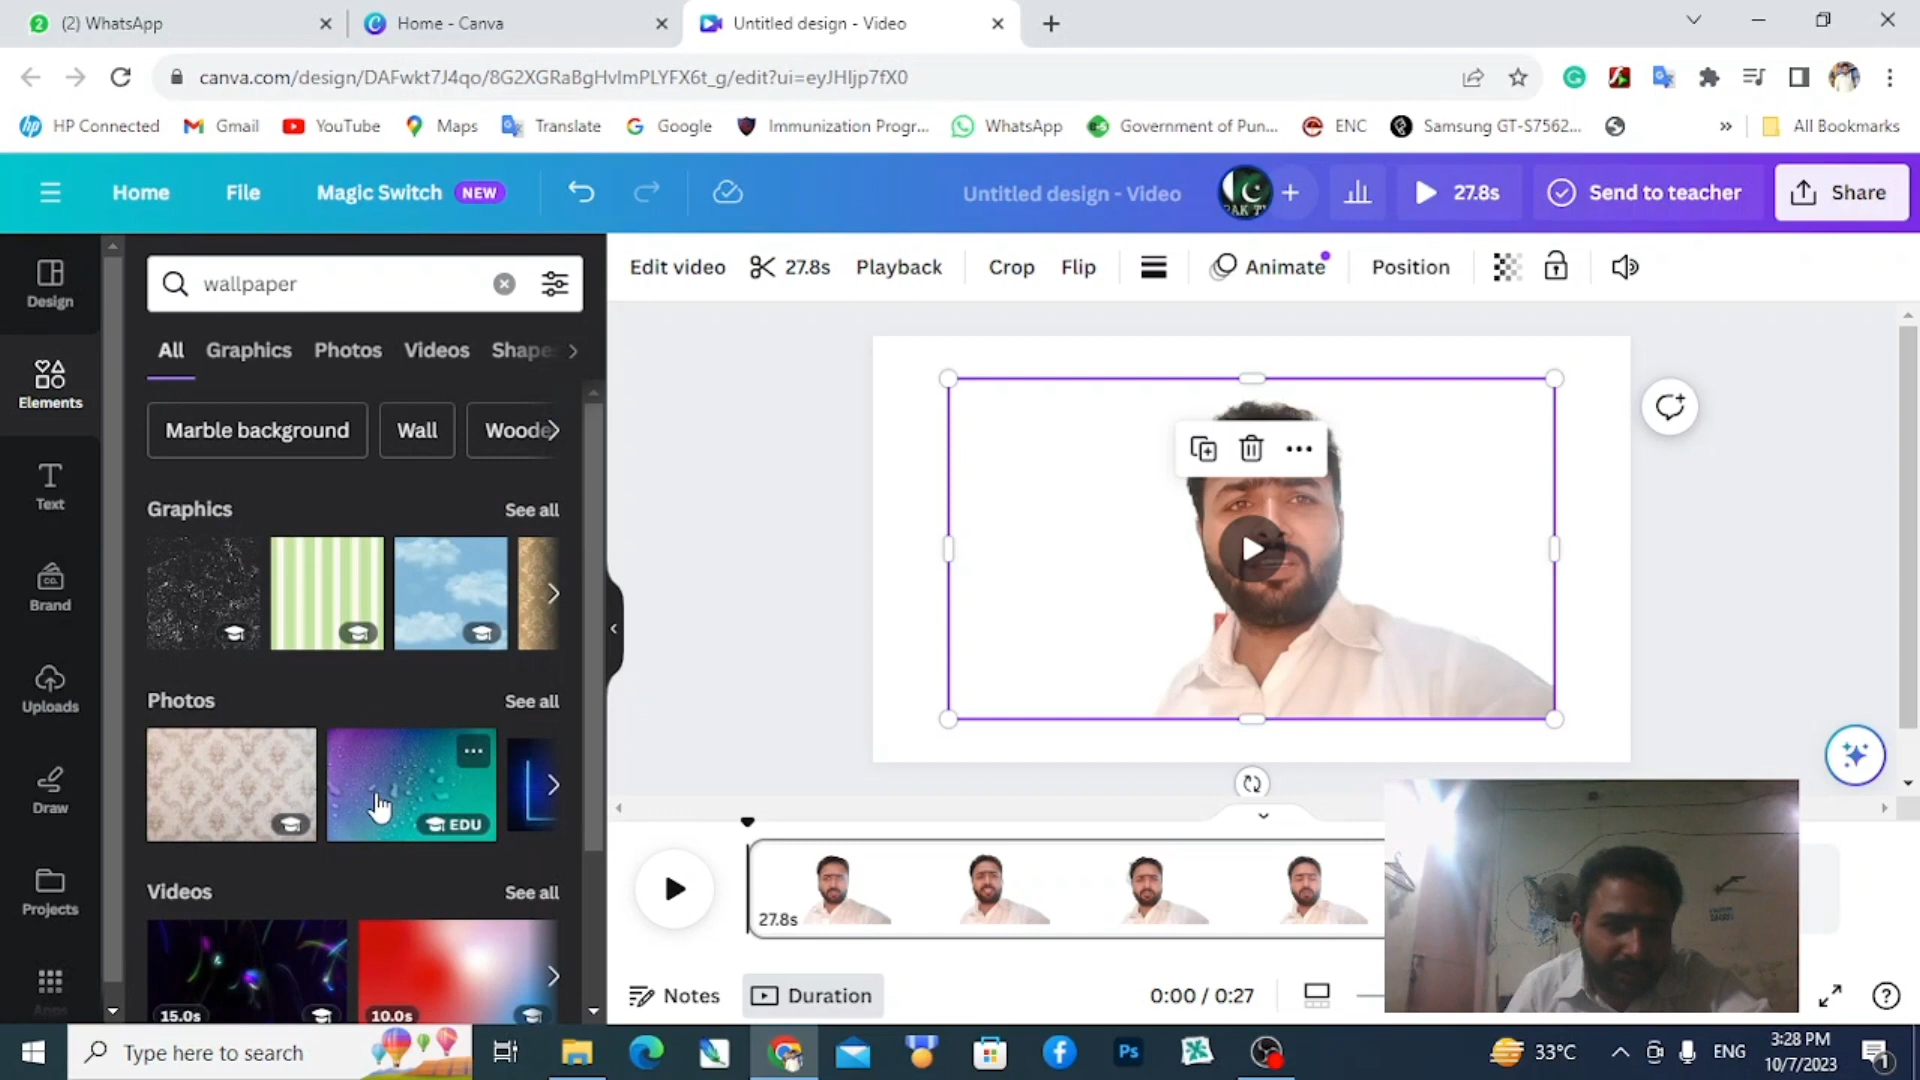 (2) WhatsApp
Home - Canva
Untitled design - Video
canva.com/design/DAFwkt7J4qo/8G2XGRaBgHvImPLYFX6t_g/edit?ui=eyJHIjp7fX0
HP Connected
Gmail
YouTube
Maps
Translate
Google
Immunization Progr...
WhatsApp
Government of Pun...
ENC
Samsung GT-S7562...
»
All Bookmarks
Home
File
Magic Switch NEW
Untitled design - Video
27.8s
Send to teacher
Share
Design
Elements
Text
Brand
Uploads
Draw
Projects
Apps
wallpaper
All
Graphics
Photos
Videos
Shape
Marble background
Wall
Woode
Graphics
See all
Photos
See all
EDU
Videos
See all
15.0s
10.0s
Edit video
27.8s
Playback
Crop
Flip
Animate
Position
27.8s
Notes
Duration
0:00 / 0:27
Type here to search
33°C
ENG
3:28 PM
10/7/2023
1